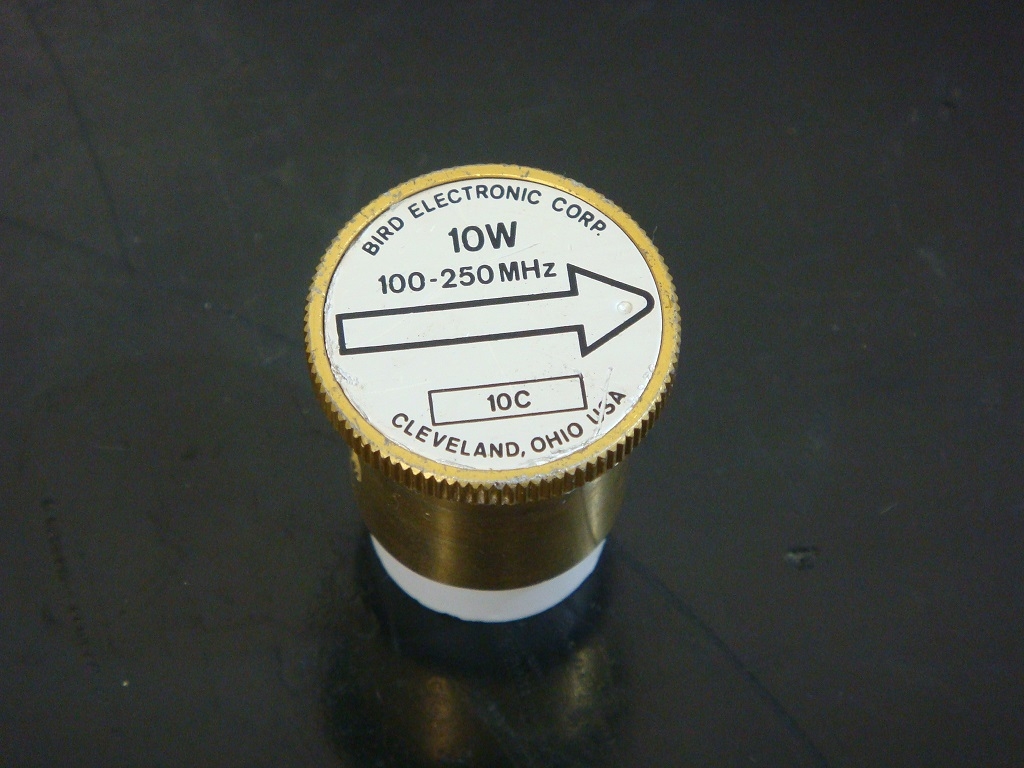 BIRD ELECTRONIC CORP.
10W
100-250 MHz
10C
CLEVELAND, OHIO USA